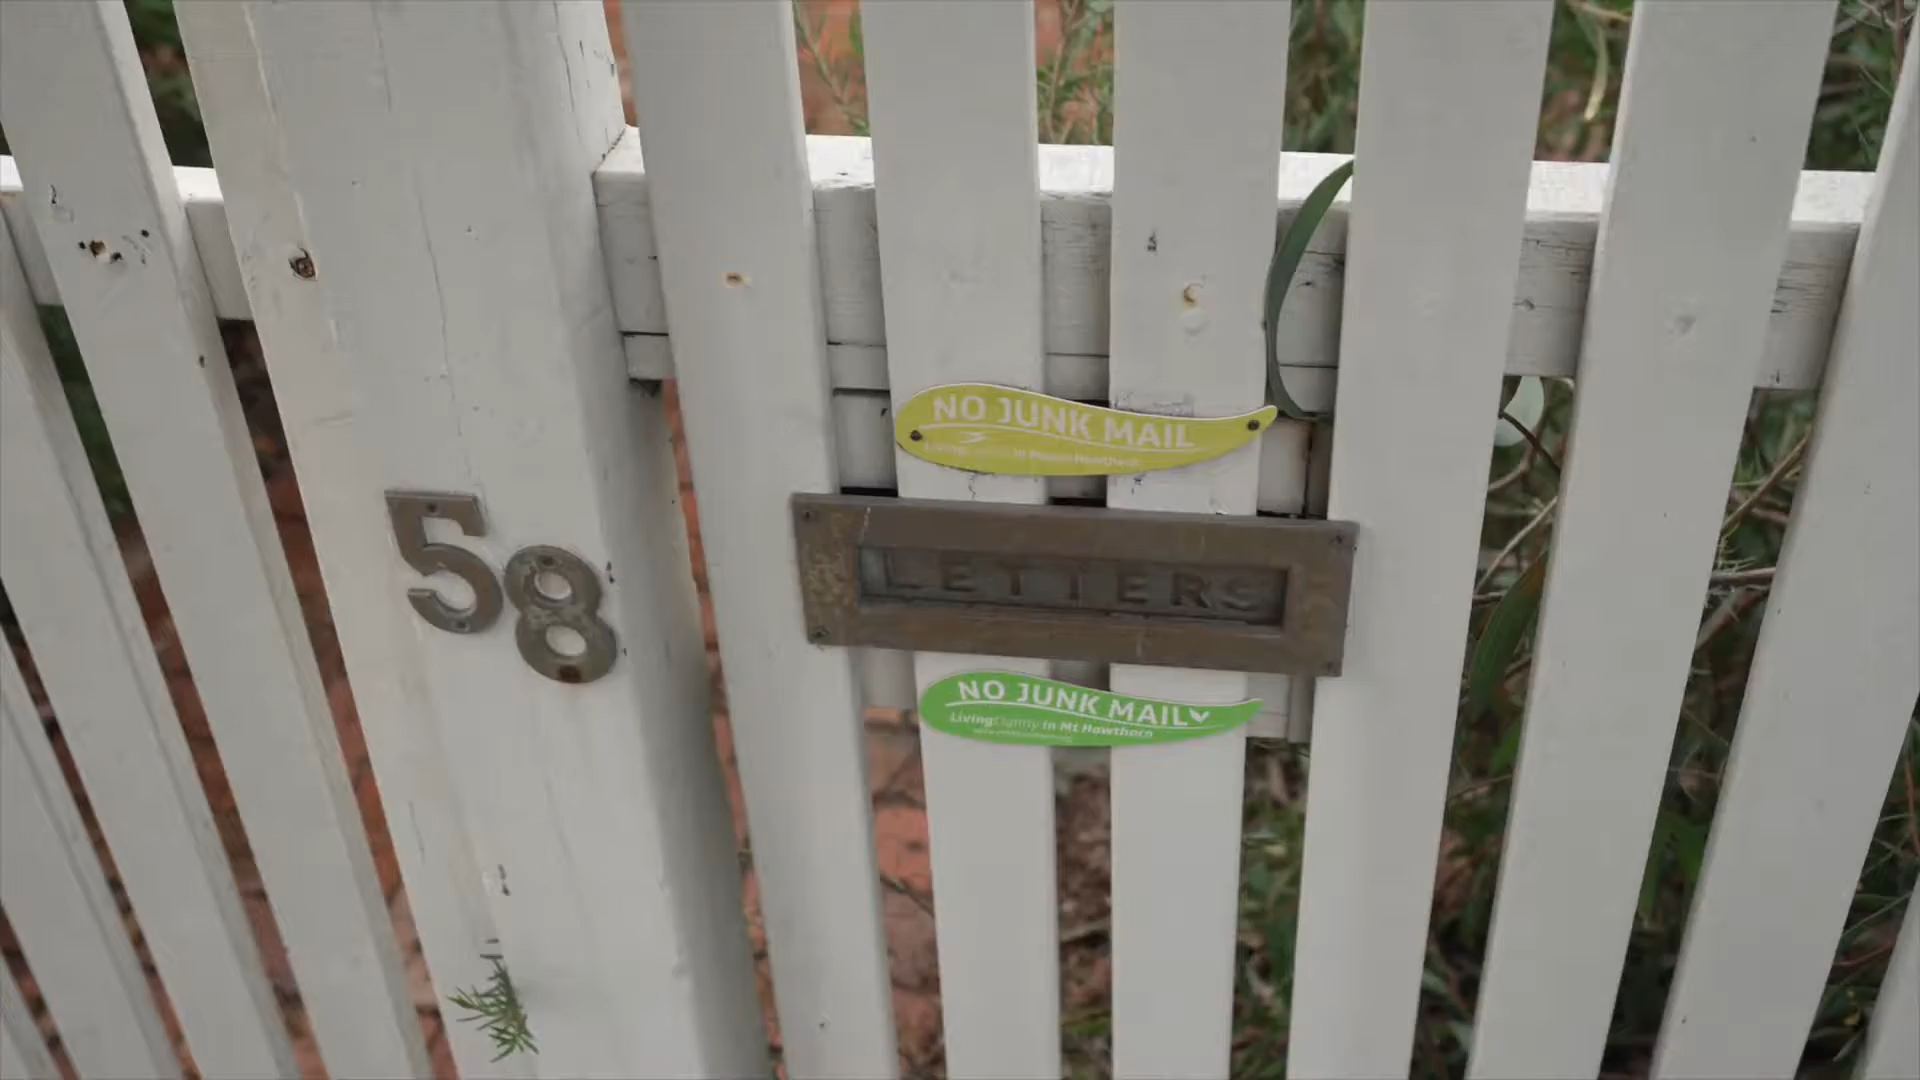 NO JUNK MAIL
58
LETTERS
NO JUNK MAIL
Living in Mt Hawthorn